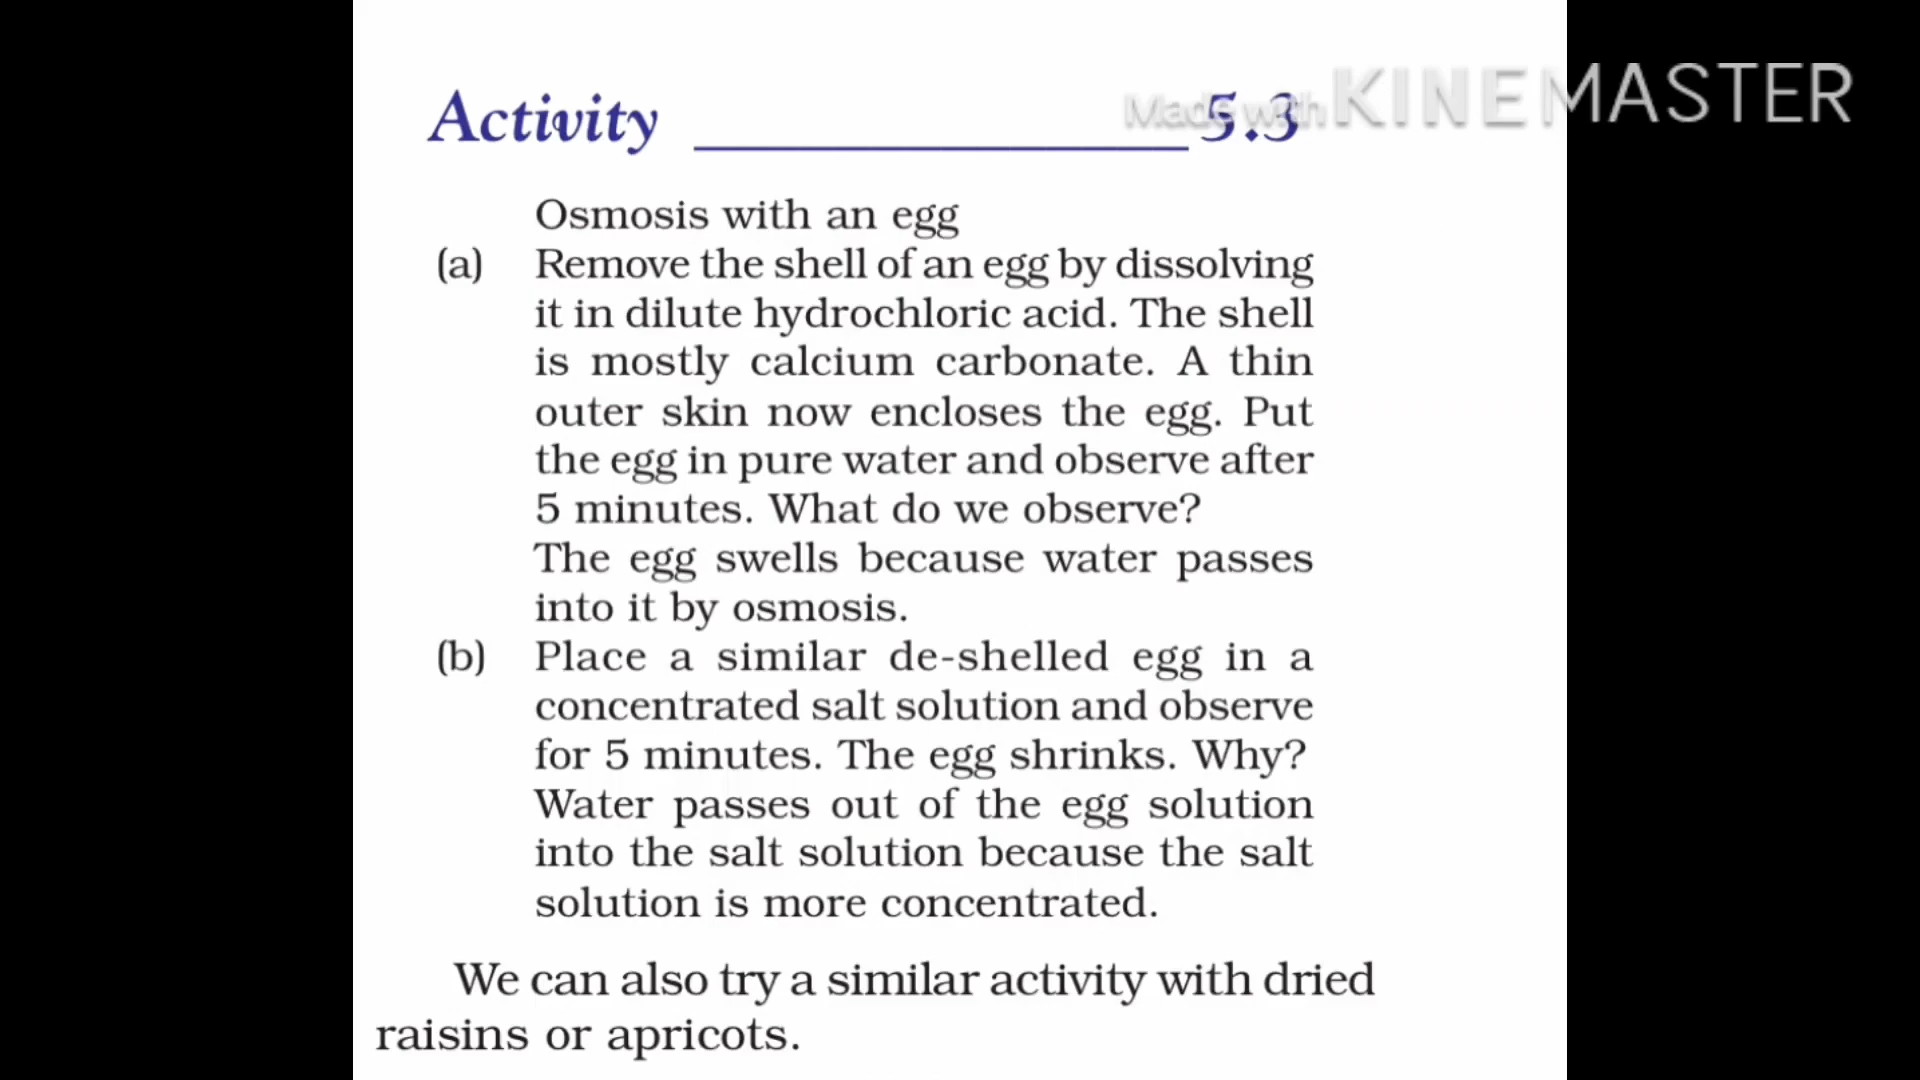 Activity 5.3
Made with KINEMASTER
Osmosis with an egg
(a) Remove the shell of an egg by dissolving
it in dilute hydrochloric acid. The shell
is mostly calcium carbonate. A thin
outer skin now encloses the egg. Put
the egg in pure water and observe after
5 minutes. What do we observe?
The egg swells because water passes
into it by osmosis.
(b) Place a similar de-shelled egg in a
concentrated salt solution and observe
for 5 minutes. The egg shrinks. Why?
Water passes out of the egg solution
into the salt solution because the salt
solution is more concentrated.
We can also try a similar activity with dried
raisins or apricots.